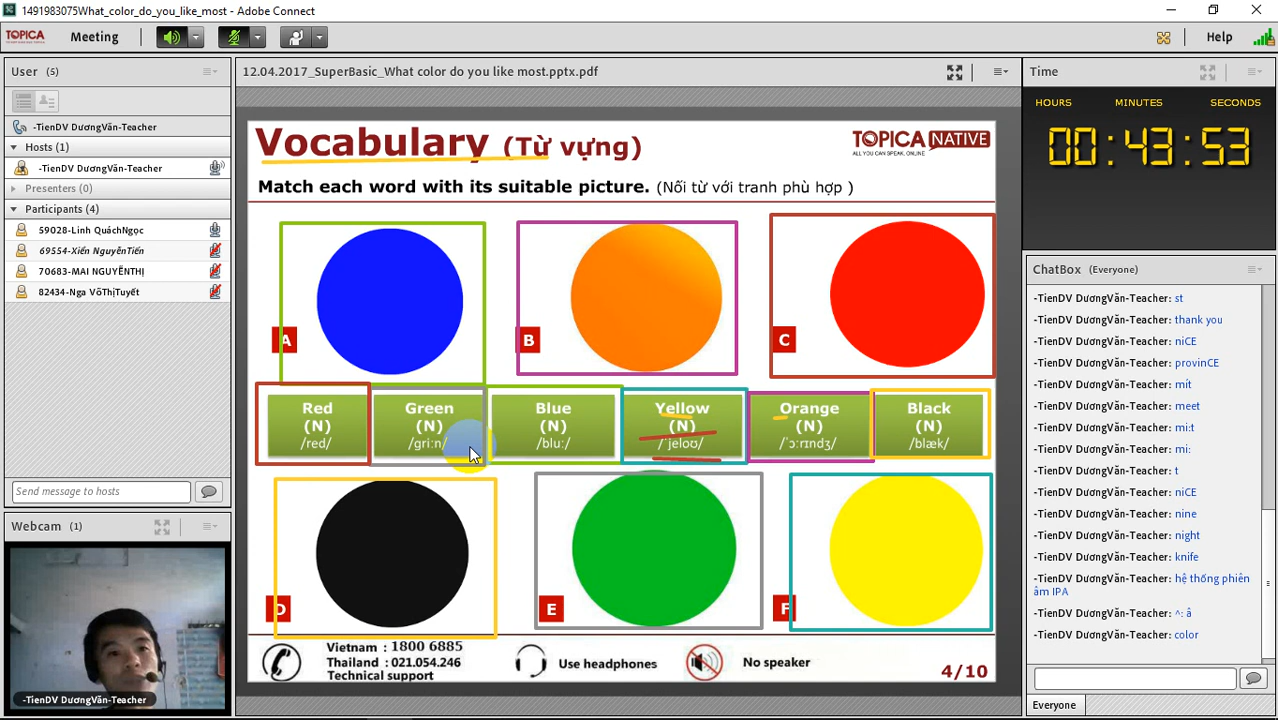 1491983075What_color_do_you_like_most - Adobe Connect
TOPICA
Meeting
Help
User (5)
-TienDV DươngVăn-Teacher
Hosts (1)
-TienDV DươngVăn-Teacher
Presenters (0)
Participants (4)
59028-Linh QuáchNgọc
69554-Xiến NguyễnTiến
70683-MAI NGUYỄNTHỊ
82434-Nga VõThịTuyết
Send message to hosts
Webcam (1)
-TienDV DươngVăn-Teacher
12.04.2017_SuperBasic_What color do you like most.pptx.pdf
Vocabulary (Từ vựng)
TOPICA NATIVE
ALL YOU CAN SPEAK, ONLINE
Match each word with its suitable picture. (Nối từ với tranh phù hợp )
A
B
C
Red
(N)
/red/
Green
(N)
/gri:n/
Blue
(N)
/blu:/
Yellow
(N)
/ˈjeloʊ/
Orange
(N)
/ˈɔ:rɪndʒ/
Black
(N)
/blæk/
D
E
F
Vietnam : 1800 6885
Thailand : 021.054.246
Technical support
Use headphones
No speaker
4/10
Time
HOURS MINUTES SECONDS
00:43:53
ChatBox (Everyone)
-TienDV DươngVăn-Teacher: st
-TienDV DươngVăn-Teacher: thank you
-TienDV DươngVăn-Teacher: niCE
-TienDV DươngVăn-Teacher: provinCE
-TienDV DươngVăn-Teacher: mít
-TienDV DươngVăn-Teacher: meet
-TienDV DươngVăn-Teacher: mi:t
-TienDV DươngVăn-Teacher: mi:
-TienDV DươngVăn-Teacher: t
-TienDV DươngVăn-Teacher: niCE
-TienDV DươngVăn-Teacher: nine
-TienDV DươngVăn-Teacher: night
-TienDV DươngVăn-Teacher: knife
-TienDV DươngVăn-Teacher: hệ thống phiên
âm IPA
-TienDV DươngVăn-Teacher: ^: â
-TienDV DươngVăn-Teacher: color
Everyone